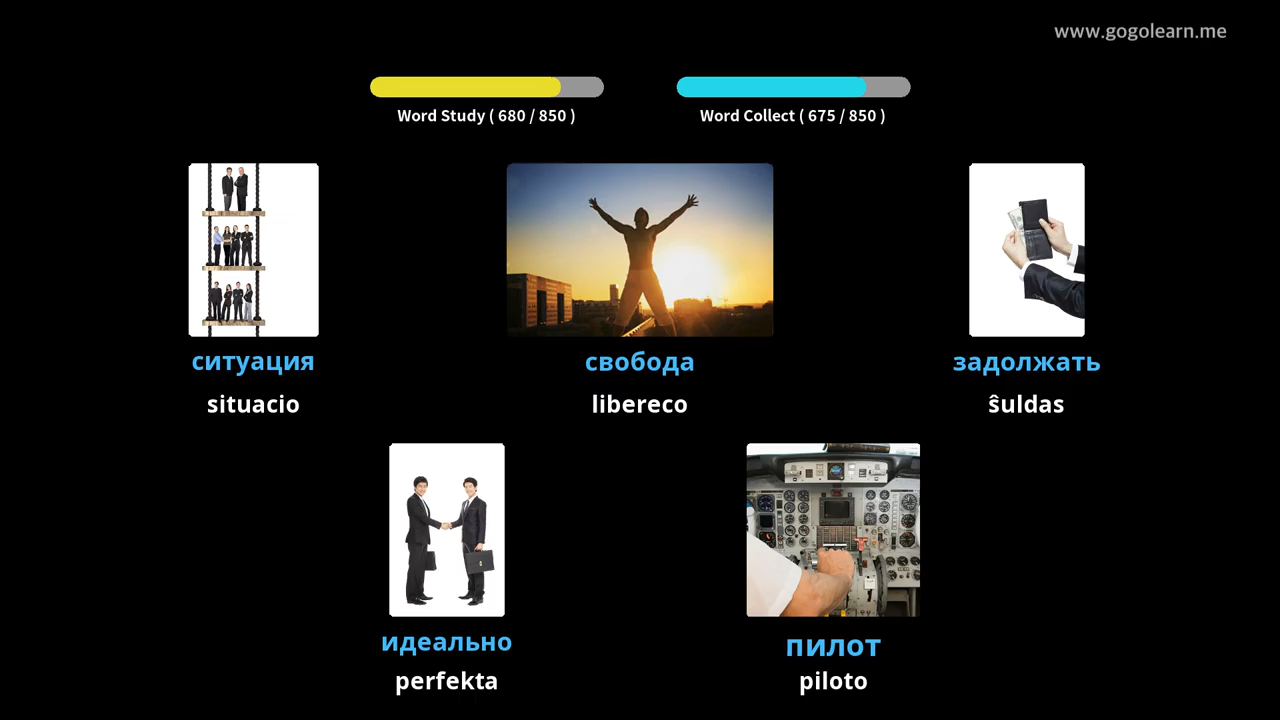 www.gogolearn.me
Word Study ( 680 / 850 )
Word Collect ( 675 / 850 )
ситуация
свобода
задолжать
situacio
libereco
ŝuldas
идеально
пилот
perfekta
piloto